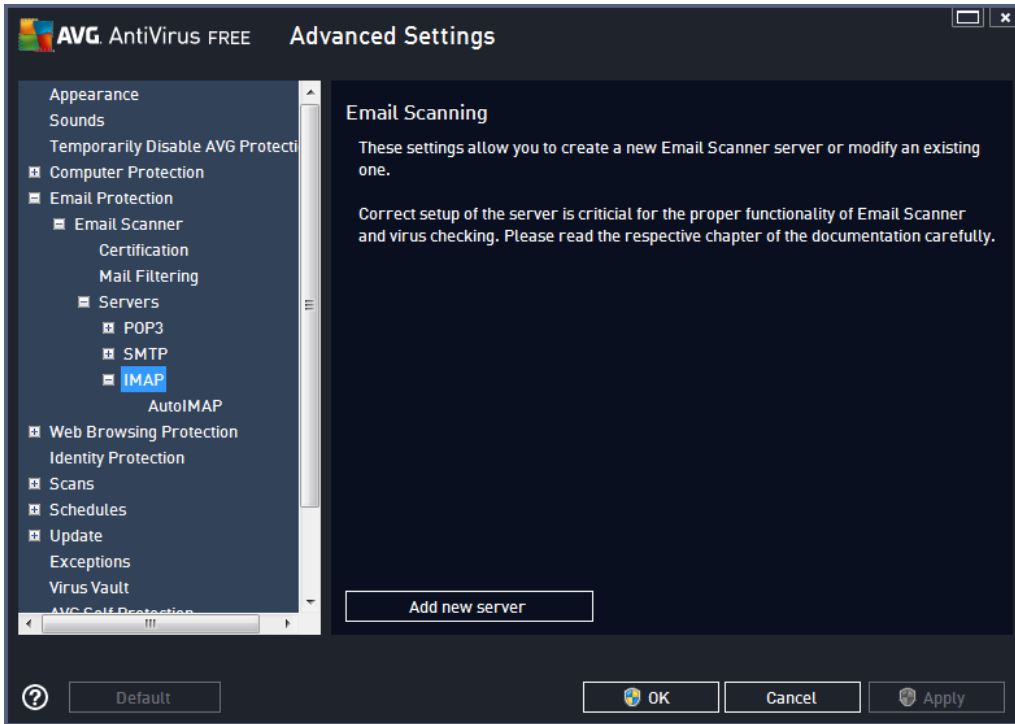 AVG. AntiVirus FREE Advanced Settings
Appearance
Sounds
Temporarily Disable AVG Protecti
Computer Protection
Email Protection
Email Scanner
Certification
Mail Filtering
Servers
POP3
SMTP
IMAP
AutoIMAP
Web Browsing Protection
Identity Protection
Scans
Schedules
Update
Exceptions
Virus Vault
AVG Self Protection
Email Scanning
These settings allow you to create a new Email Scanner server or modify an existing
one.
Correct setup of the server is criticial for the proper functionality of Email Scanner
and virus checking. Please read the respective chapter of the documentation carefully.
Add new server
? Default OK Cancel Apply